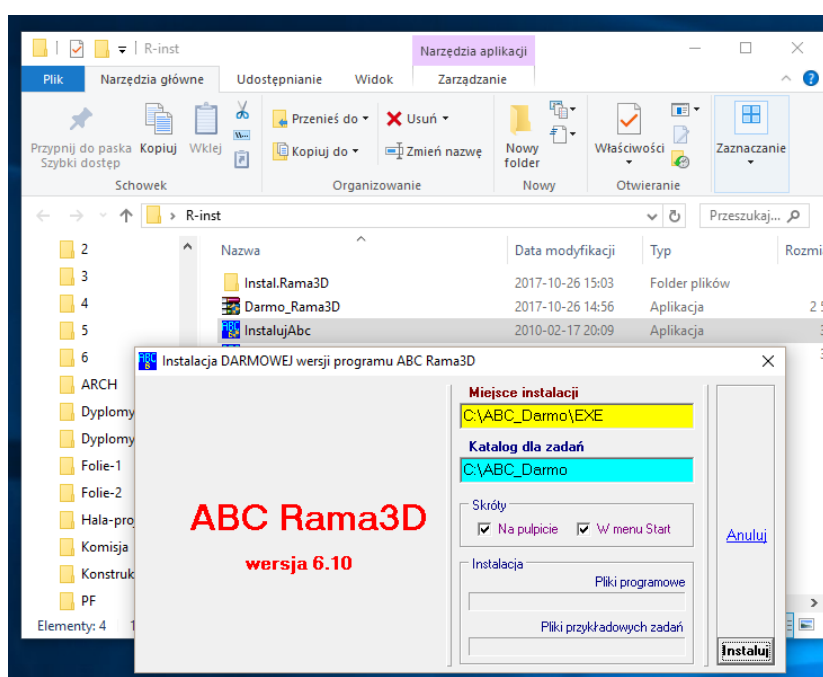 R-inst
Narzędzia aplikacji
Plik
Narzędzia główne
Udostępnianie
Widok
Zarządzanie
Przypnij do paska Szybki dostęp
Kopiuj
Wklej
Przenieś do
Usuń
Kopiuj do
Zmień nazwę
Nowy folder
Właściwości
Zaznaczanie
Schowek
Organizowanie
Nowy
Otwieranie
R-inst
Przeszukaj...
Nazwa
Data modyfikacji
Typ
Rozmi
2
3
4
5
6
ARCH
Dyplomy
Dyplomy
Folie-1
Folie-2
Hala-pro
Komisja
Konstruk
PF
Instal.Rama3D 2017-10-26 15:03 Folder plików
Darmo_Rama3D 2017-10-26 14:56 Aplikacja
InstalujAbc 2010-02-17 20:09 Aplikacja
Elementy: 4
Instalacja DARMOWEJ wersji programu ABC Rama3D
ABC Rama3D
wersja 6.10
Miejsce instalacji
C:\ABC_Darmo\EXE
Katalog dla zadań
C:\ABC_Darmo
Skróty
Na pulpicie
W menu Start
Instalacja
Pliki programowe
Pliki przykładowych zadań
Anuluj
Instaluj